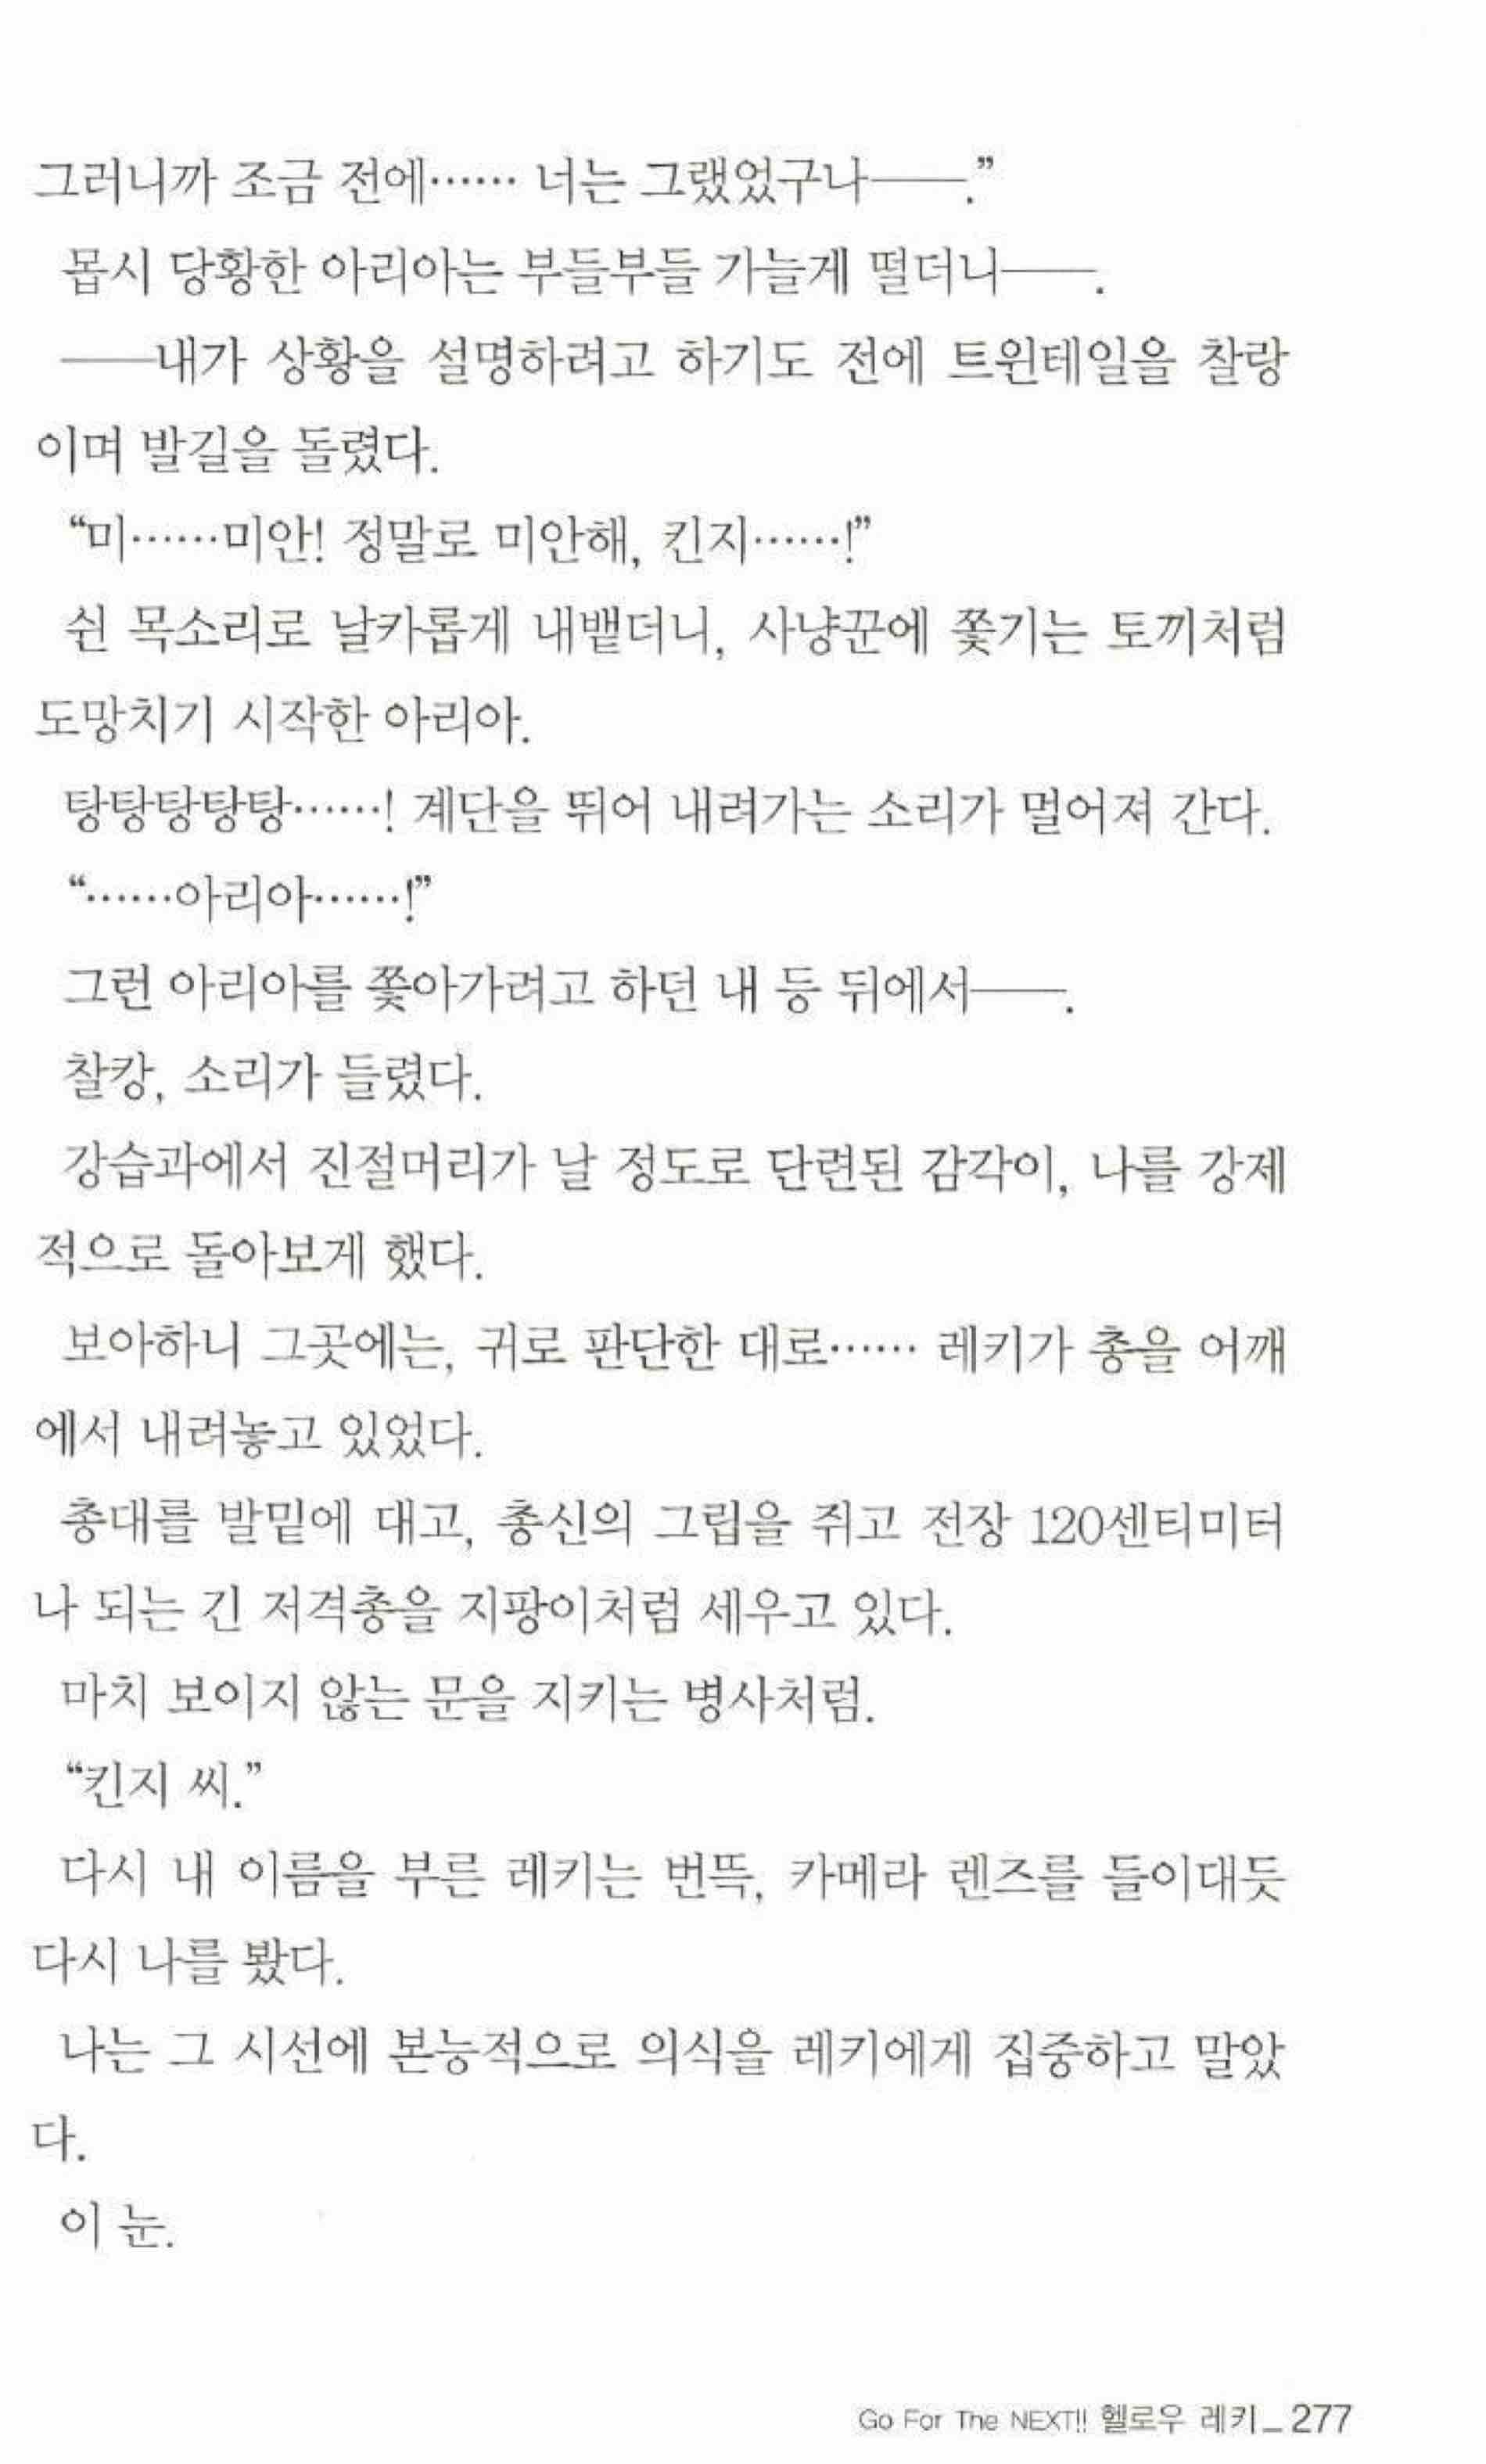 그러니까 조금 전에…… 너는 그랬었구나──.”
몹시 당황한 아리아는 부들부들 가늘게 떨더니──.
──내가 상황을 설명하려고 하기도 전에 트윈테일을 찰랑
이며 발길을 돌렸다.
“미……미안! 정말로 미안해, 킨지……!”
쉰 목소리로 날카롭게 내뱉더니, 사냥꾼에 쫓기는 토끼처럼
도망치기 시작한 아리아.
탕탕탕탕탕……! 계단을 뛰어 내려가는 소리가 멀어져 간다.
“……아리아……!”
그런 아리아를 쫓아가려고 하던 내 등 뒤에서──.
찰캉, 소리가 들렸다.
강습과에서 진절머리가 날 정도로 단련된 감각이, 나를 강제
적으로 돌아보게 했다.
보아하니 그곳에는, 귀로 판단한 대로…… 레키가 총을 어깨
에서 내려놓고 있었다.
총대를 발밑에 대고, 총신의 그립을 쥐고 전장 120센티미터
나 되는 긴 저격총을 지팡이처럼 세우고 있다.
마치 보이지 않는 문을 지키는 병사처럼.
“킨지 씨.”
다시 내 이름을 부른 레키는 번뜩, 카메라 렌즈를 들이대듯
다시 나를 봤다.
나는 그 시선에 본능적으로 의식을 레키에게 집중하고 말았
다.
이 눈.
Go For The NEXT!! 헬로우 레키_277